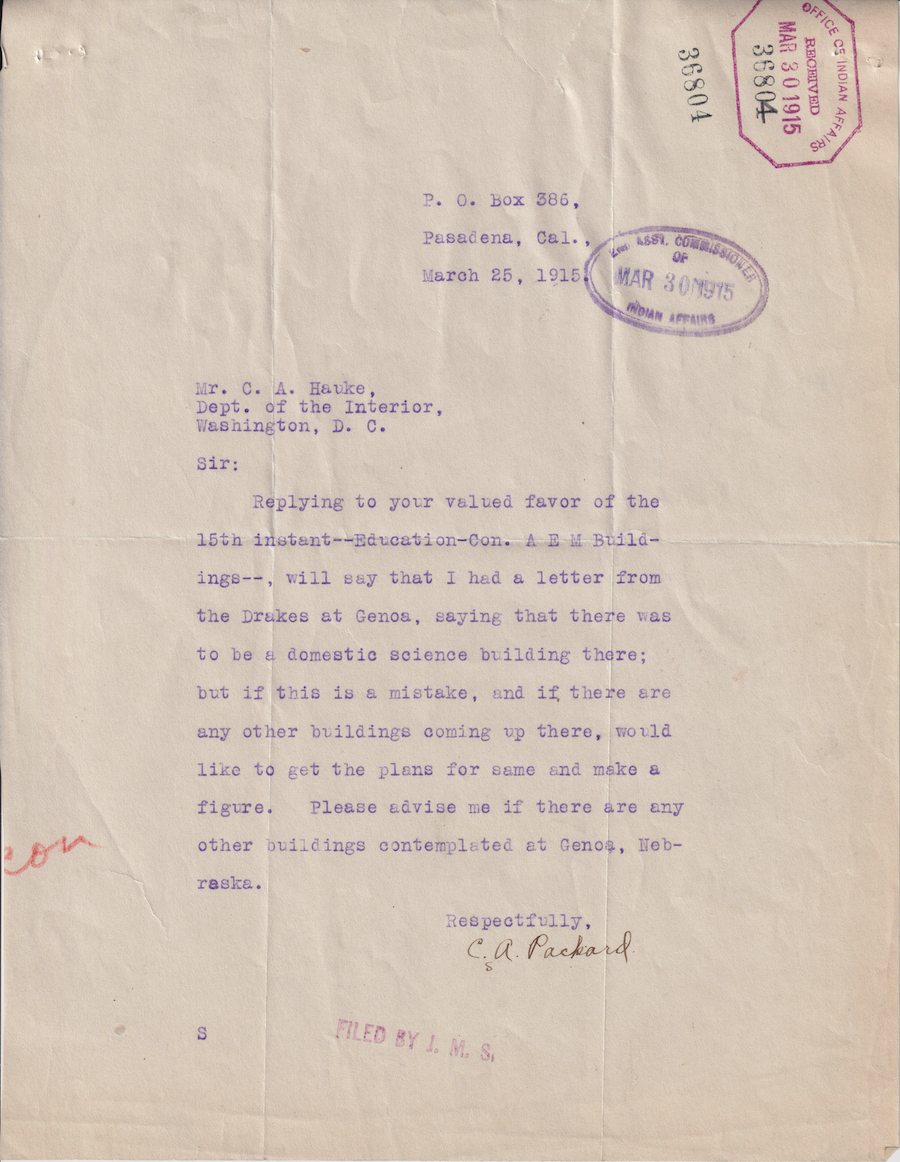 OFFICE OF INDIAN AFFAIRS
RECEIVED
MAR 30 1915
36804
36804
P. O. Box 386,
Pasadena, Cal.,
March 25, 1915.
2nd ASST. COMMISSIONER
OF
MAR 30 1915
INDIAN AFFAIRS
Mr. C. A. Hauke,
Dept. of the Interior,
Washington, D. C.
Sir:
Replying to your valued favor of the
15th instant--Education-Con. A E M Build-
ings--, will say that I had a letter from
the Drakes at Genoa, saying that there was
to be a domestic science building there;
but if this is a mistake, and if there are
any other buildings coming up there, would
like to get the plans for same and make a
figure. Please advise me if there are any
other buildings contemplated at Genoa, Neb-
raska.
con
Respectfully,
C. A. Packard.
s
S
FILED BY J. M. S.